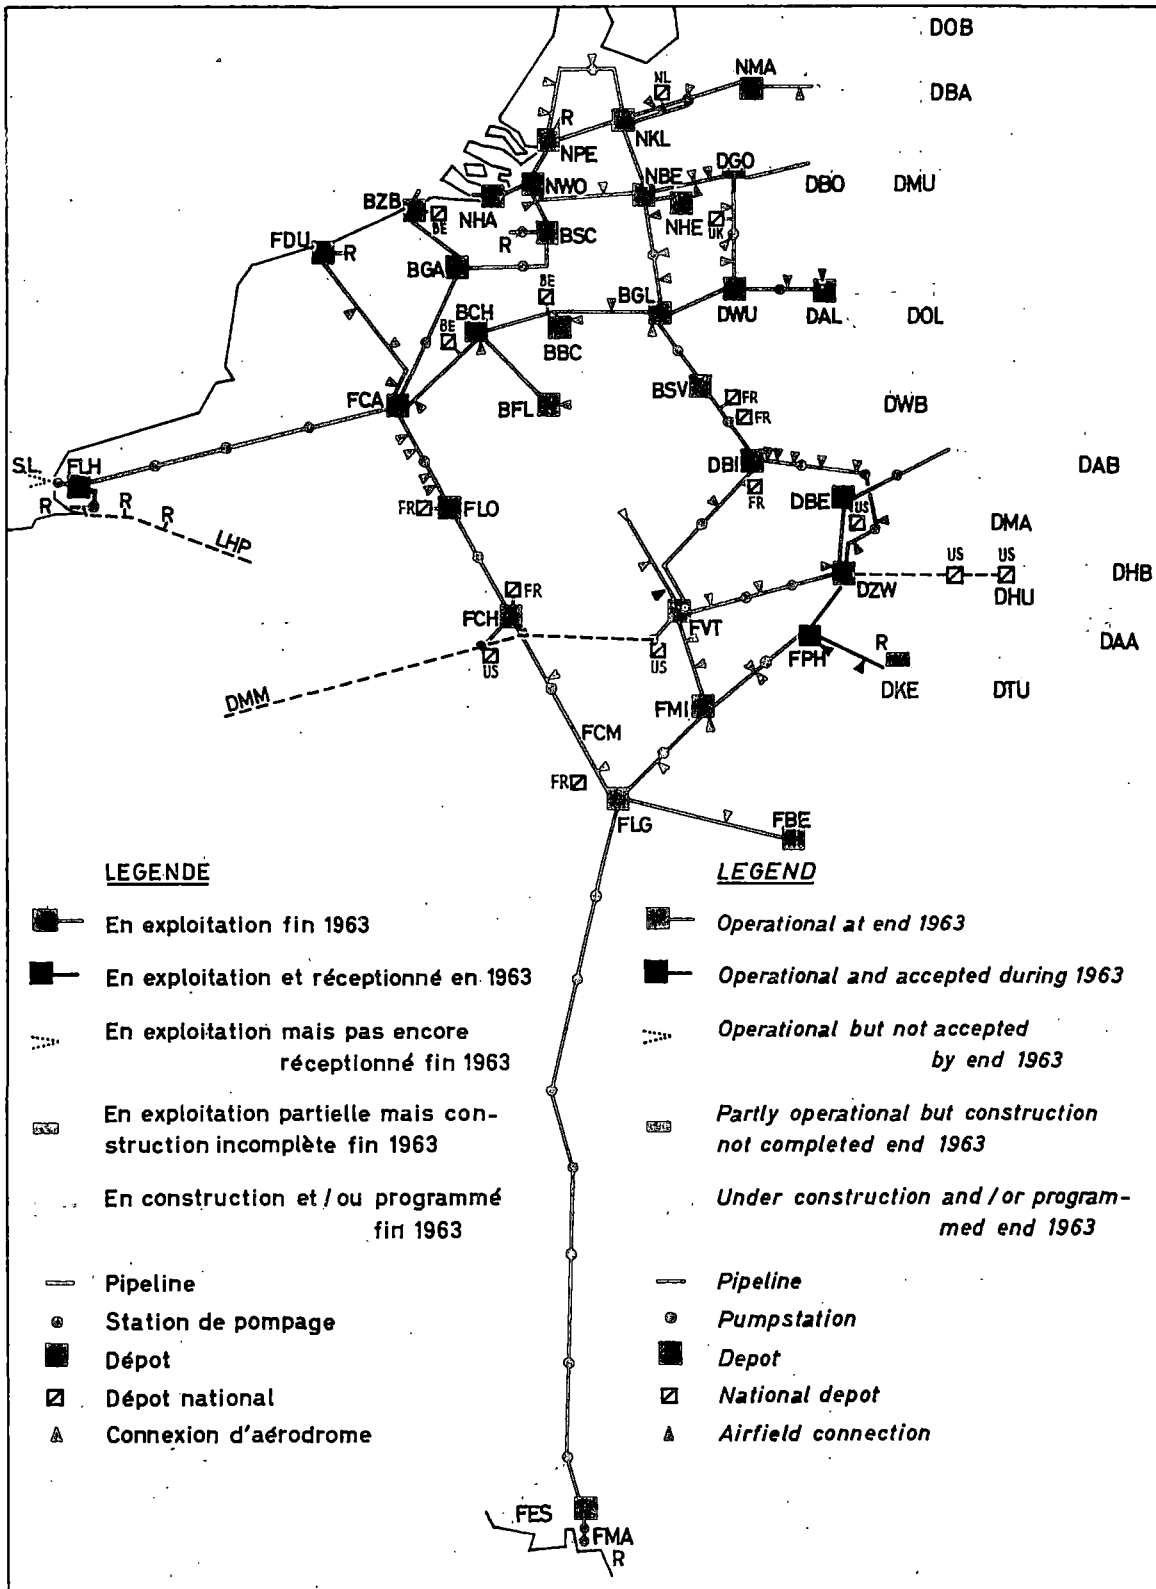 DOB
NMA
NL
DBA
R
NKL
NPE
DGO
NBE
DBO
DMU
NWO
BZB
NHA
NHE
BE
UK
FDU
R
R
BSC
BGA
BE
BGL
DWU
DAL
DOL
BCH
BE
BBC
BSV
FR
FCA
BFL
FR
DWB
S.L.
FLH
DBI
DAB
R
R
R
FR
FLO
FR
DBE
US
DMA
LHP
US
US
DZW
DHU
DHB
FR
FCH
FVT
US
US
FPH
R
DAA
DMM
DKE
DTU
FMI
FCM
FR
FLG
FBE
LEGENDE
En exploitation fin 1963
En exploitation et réceptionné en 1963
En exploitation mais pas encore
réceptionné fin 1963
En exploitation partielle mais con-
struction incomplète fin 1963
En construction et/ou programmé
fin 1963
Pipeline
Station de pompage
Dépot
Dépot national
Connexion d'aérodrome
LEGEND
Operational at end 1963
Operational and accepted during 1963
Operational but not accepted
by end 1963
Partly operational but construction
not completed end 1963
Under construction and/or program-
med end 1963
Pipeline
Pumpstation
Depot
National depot
Airfield connection
FES
FMA
R